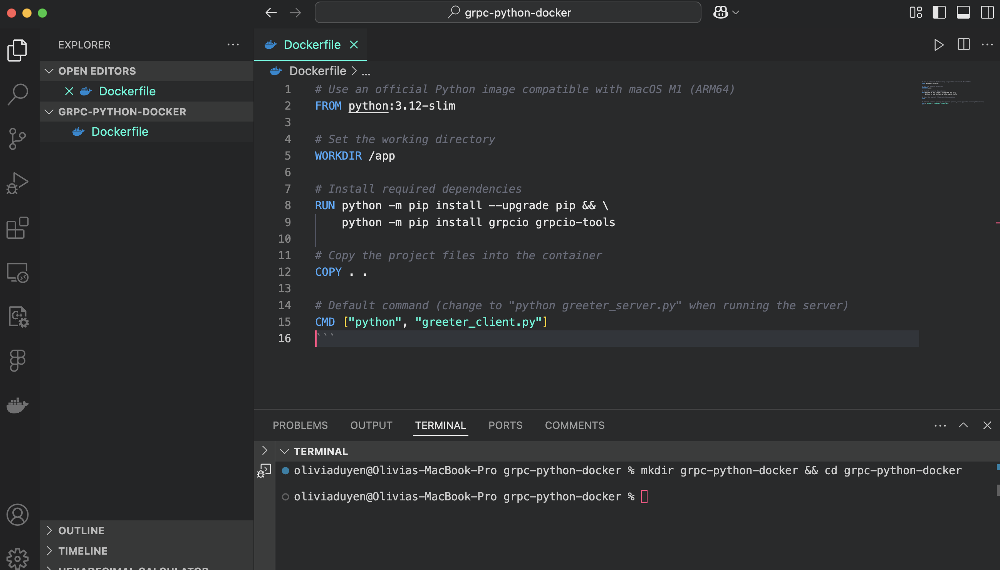 grpc-python-docker
EXPLORER
OPEN EDITORS
Dockerfile
GRPC-PYTHON-DOCKER
Dockerfile
OUTLINE
TIMELINE
HEXADECIMAL CALCULATOR
Dockerfile
Dockerfile > ...
1 # Use an official Python image compatible with macOS M1 (ARM64)
2 FROM python:3.12-slim
3
4 # Set the working directory
5 WORKDIR /app
6
7 # Install required dependencies
8 RUN python -m pip install --upgrade pip && \
9 python -m pip install grpcio grpcio-tools
10
11 # Copy the project files into the container
12 COPY . .
13
14 # Default command (change to "python greeter_server.py" when running the server)
15 CMD ["python", "greeter_client.py"]
16 ```
PROBLEMS OUTPUT TERMINAL PORTS COMMENTS
TERMINAL
oliviaduyen@Olivias-MacBook-Pro grpc-python-docker % mkdir grpc-python-docker && cd grpc-python-docker
oliviaduyen@Olivias-MacBook-Pro grpc-python-docker %